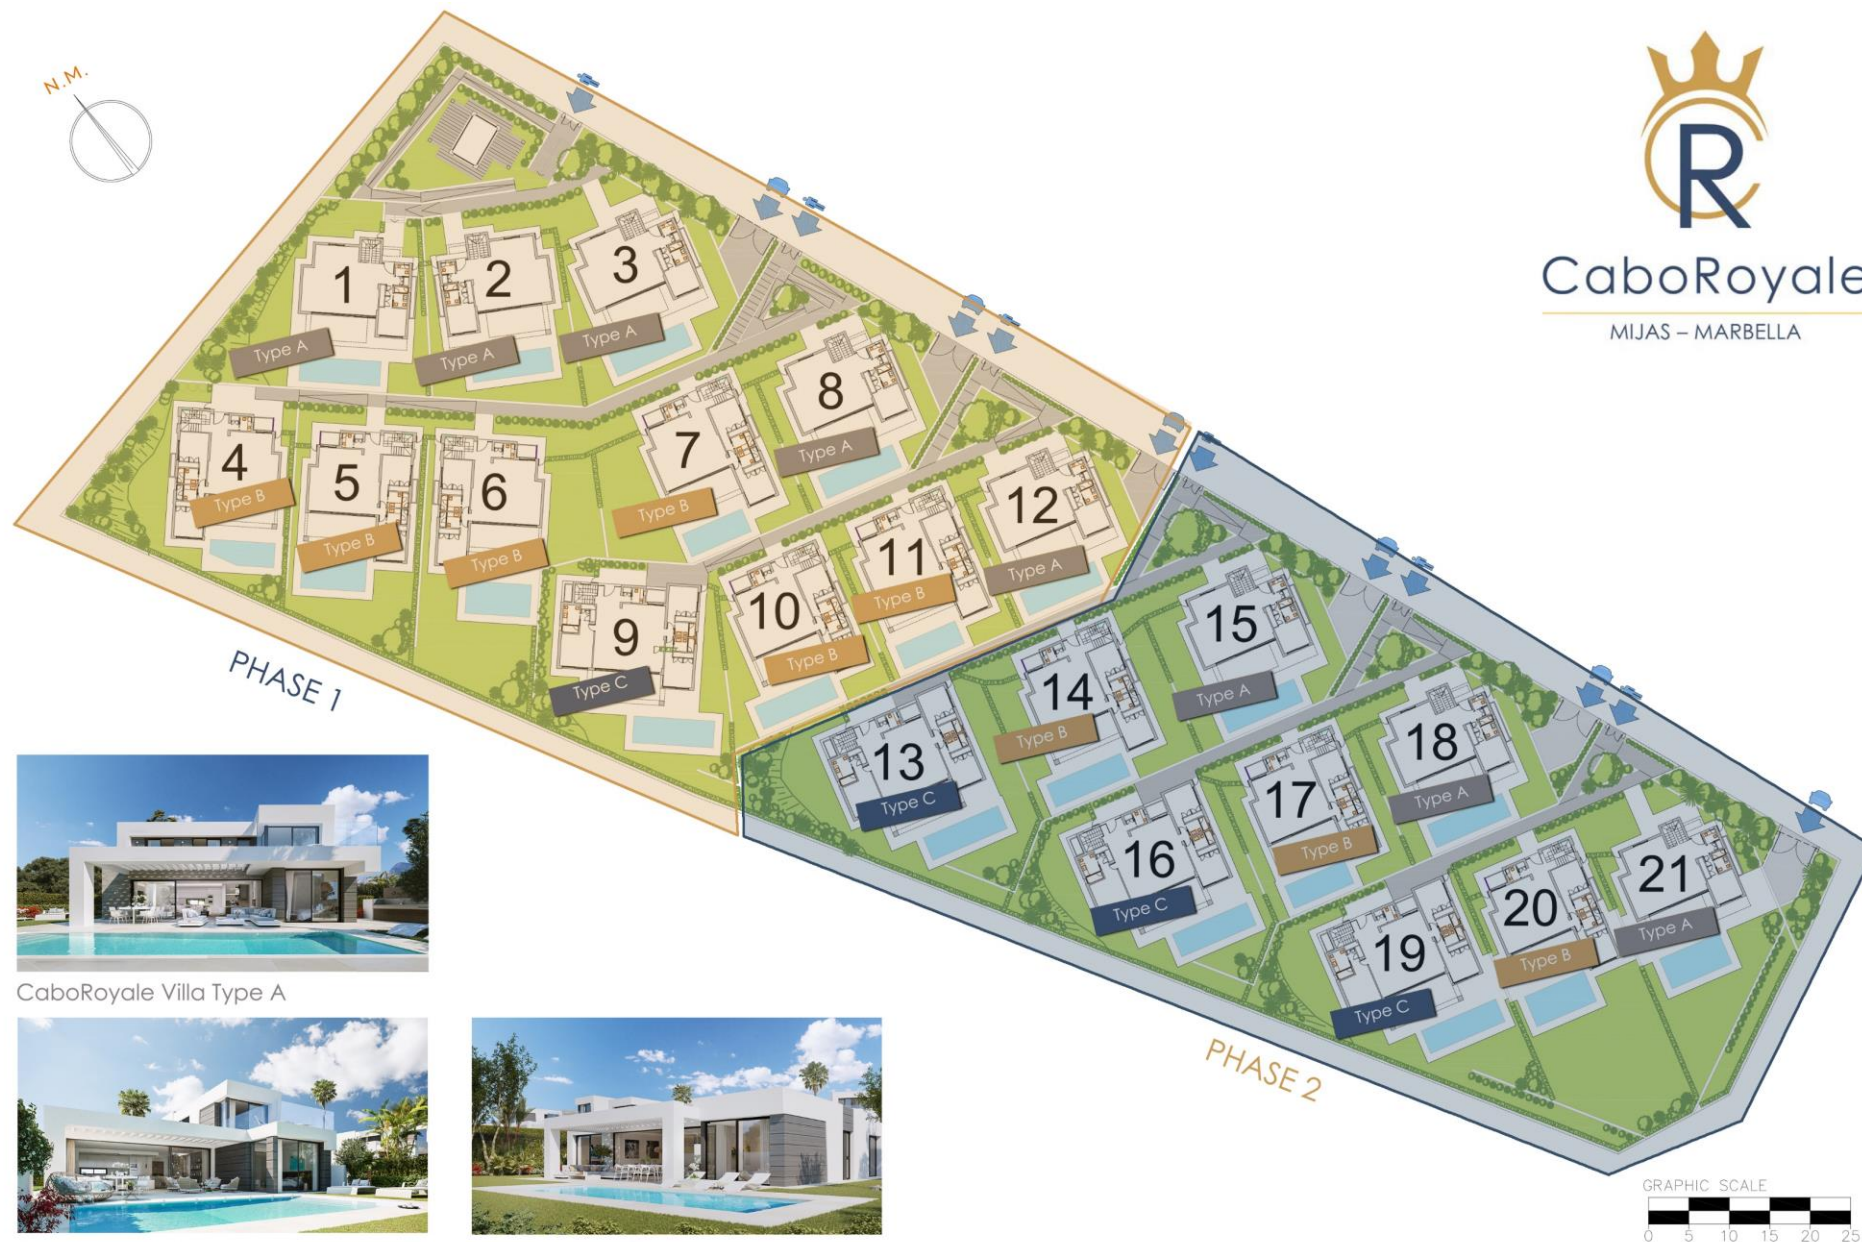 N.M.
CR
CaboRoyale
MIJAS – MARBELLA
1
Type A
2
Type A
3
Type A
4
Type B
5
Type B
6
Type B
7
Type B
8
Type A
9
Type C
10
Type B
11
Type B
12
Type A
PHASE 1
13
Type C
14
Type B
15
Type A
16
Type C
17
Type B
18
Type A
19
Type C
20
Type B
21
Type A
PHASE 2
CaboRoyale Villa Type A
GRAPHIC SCALE
0 5 10 15 20 25